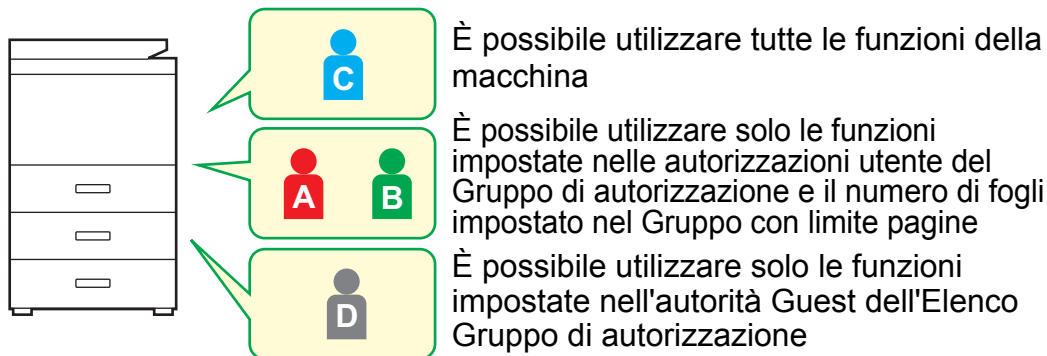 C
È possibile utilizzare tutte le funzioni della
macchina
A
B
È possibile utilizzare solo le funzioni
impostate nelle autorizzazioni utente del
Gruppo di autorizzazione e il numero di fogli
impostato nel Gruppo con limite pagine
D
È possibile utilizzare solo le funzioni
impostate nell'autorità Guest dell'Elenco
Gruppo di autorizzazione